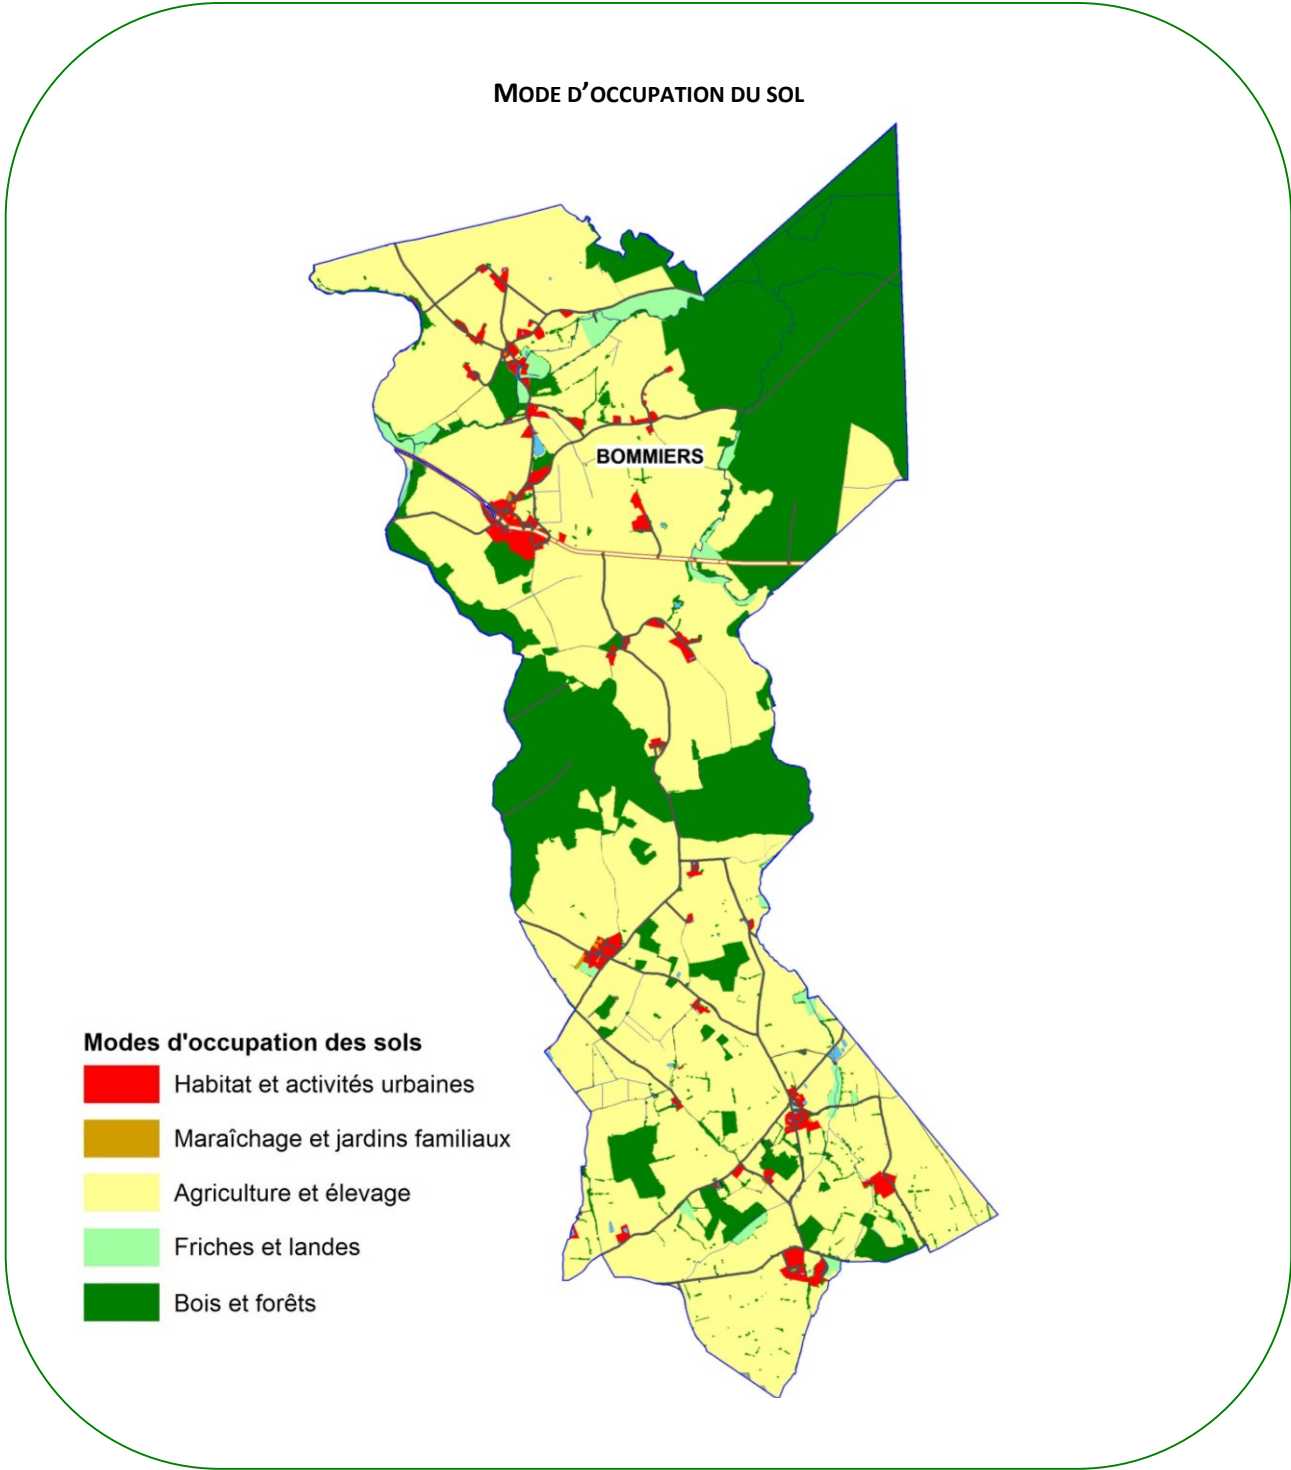 MODE D'OCCUPATION DU SOL
BOMMIERS
Modes d'occupation des sols
Habitat et activités urbaines
Maraîchage et jardins familiaux
Agriculture et élevage
Friches et landes
Bois et forêts